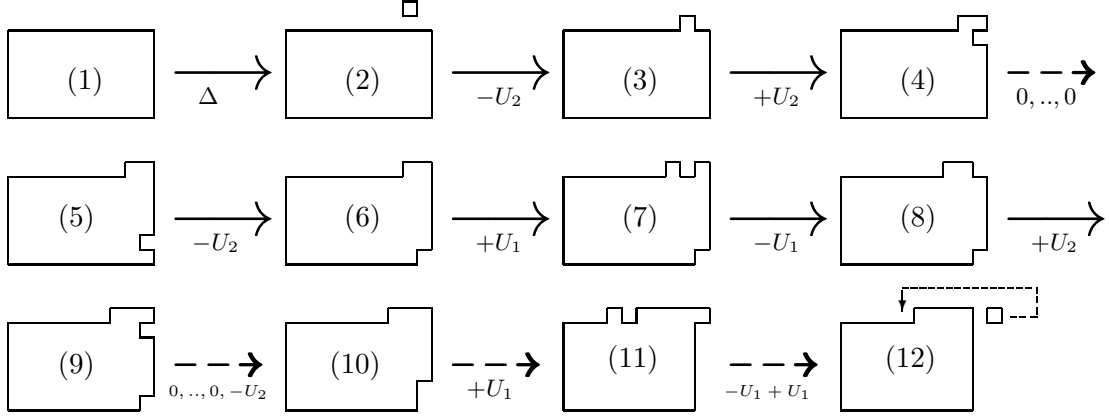 (1) (2) (3) (4)
Δ −U₂ +U₂ 0, .., 0
(5) (6) (7) (8)
−U₂ +U₁ −U₁ +U₂
(9) (10) (11) (12)
0, .., 0, −U₂ +U₁ −U₁ + U₁